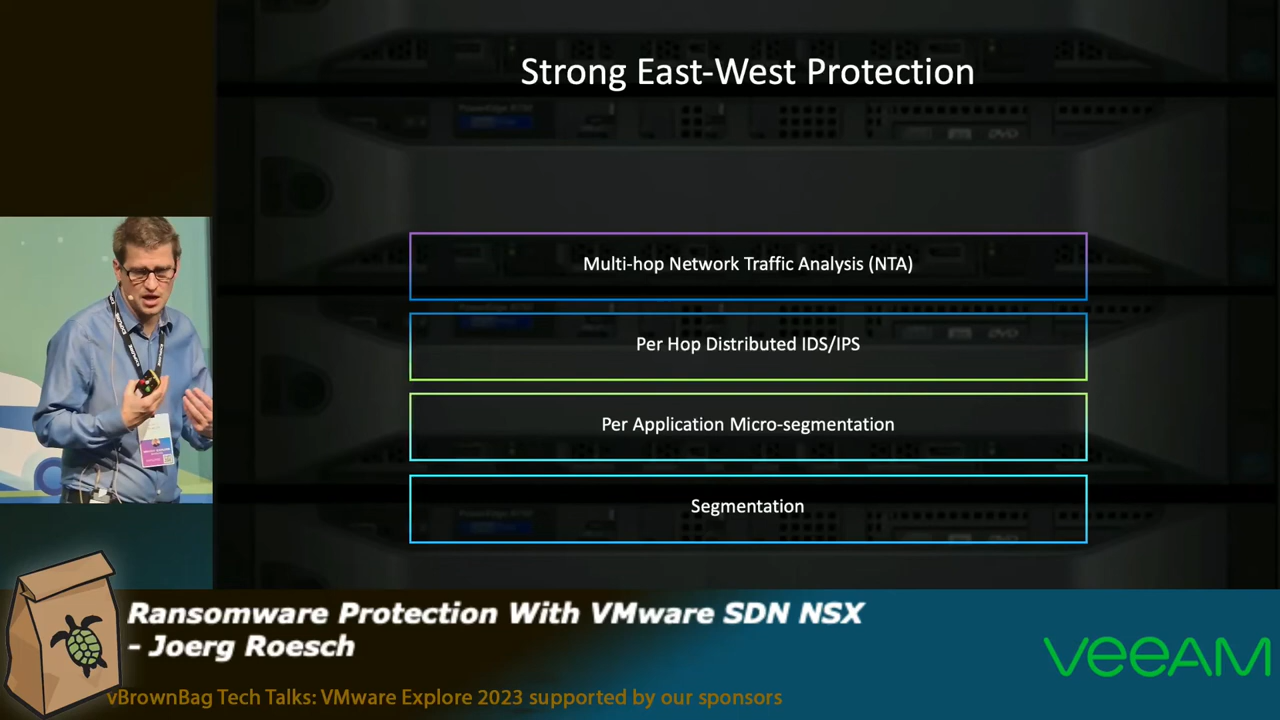 Strong East-West Protection
Multi-hop Network Traffic Analysis (NTA)
Per Hop Distributed IDS/IPS
Per Application Micro-segmentation
Segmentation
Ransomware Protection With VMware SDN NSX
- Joerg Roesch
veeAM
vBrownBag Tech Talks: VMware Explore 2023 supported by our sponsors